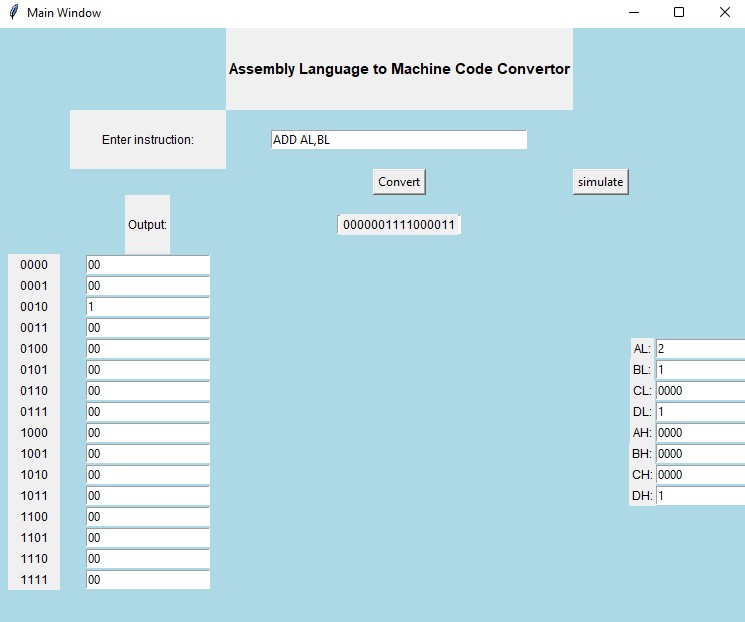 Main Window
Assembly Language to Machine Code Convertor
Enter instruction: ADD AL,BL
Convert simulate
Output: 0000001111000011
0000 00
0001 00
0010 1
0011 00
0100 00 AL: 2
0101 00 BL: 1
0110 00 CL: 0000
0111 00 DL: 1
1000 00 AH: 0000
1001 00 BH: 0000
1010 00 CH: 0000
1011 00 DH: 1
1100 00
1101 00
1110 00
1111 00